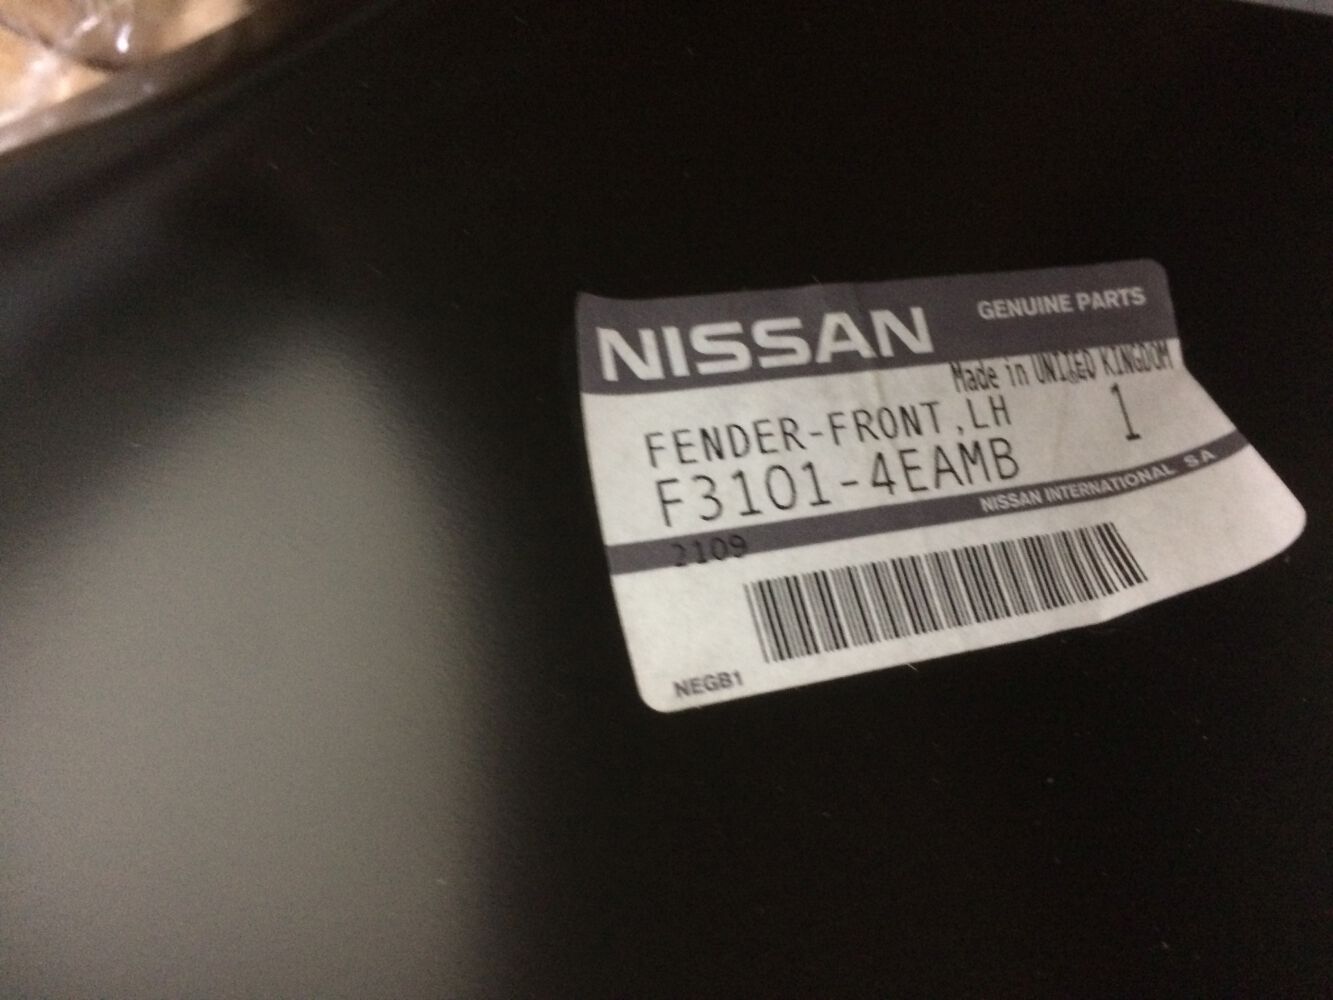 NISSAN GENUINE PARTS
Made in UNITED KINGDOM
FENDER-FRONT,LH 1
F3101-4EAMB
NISSAN INTERNATIONAL SA
2109
NEGB1